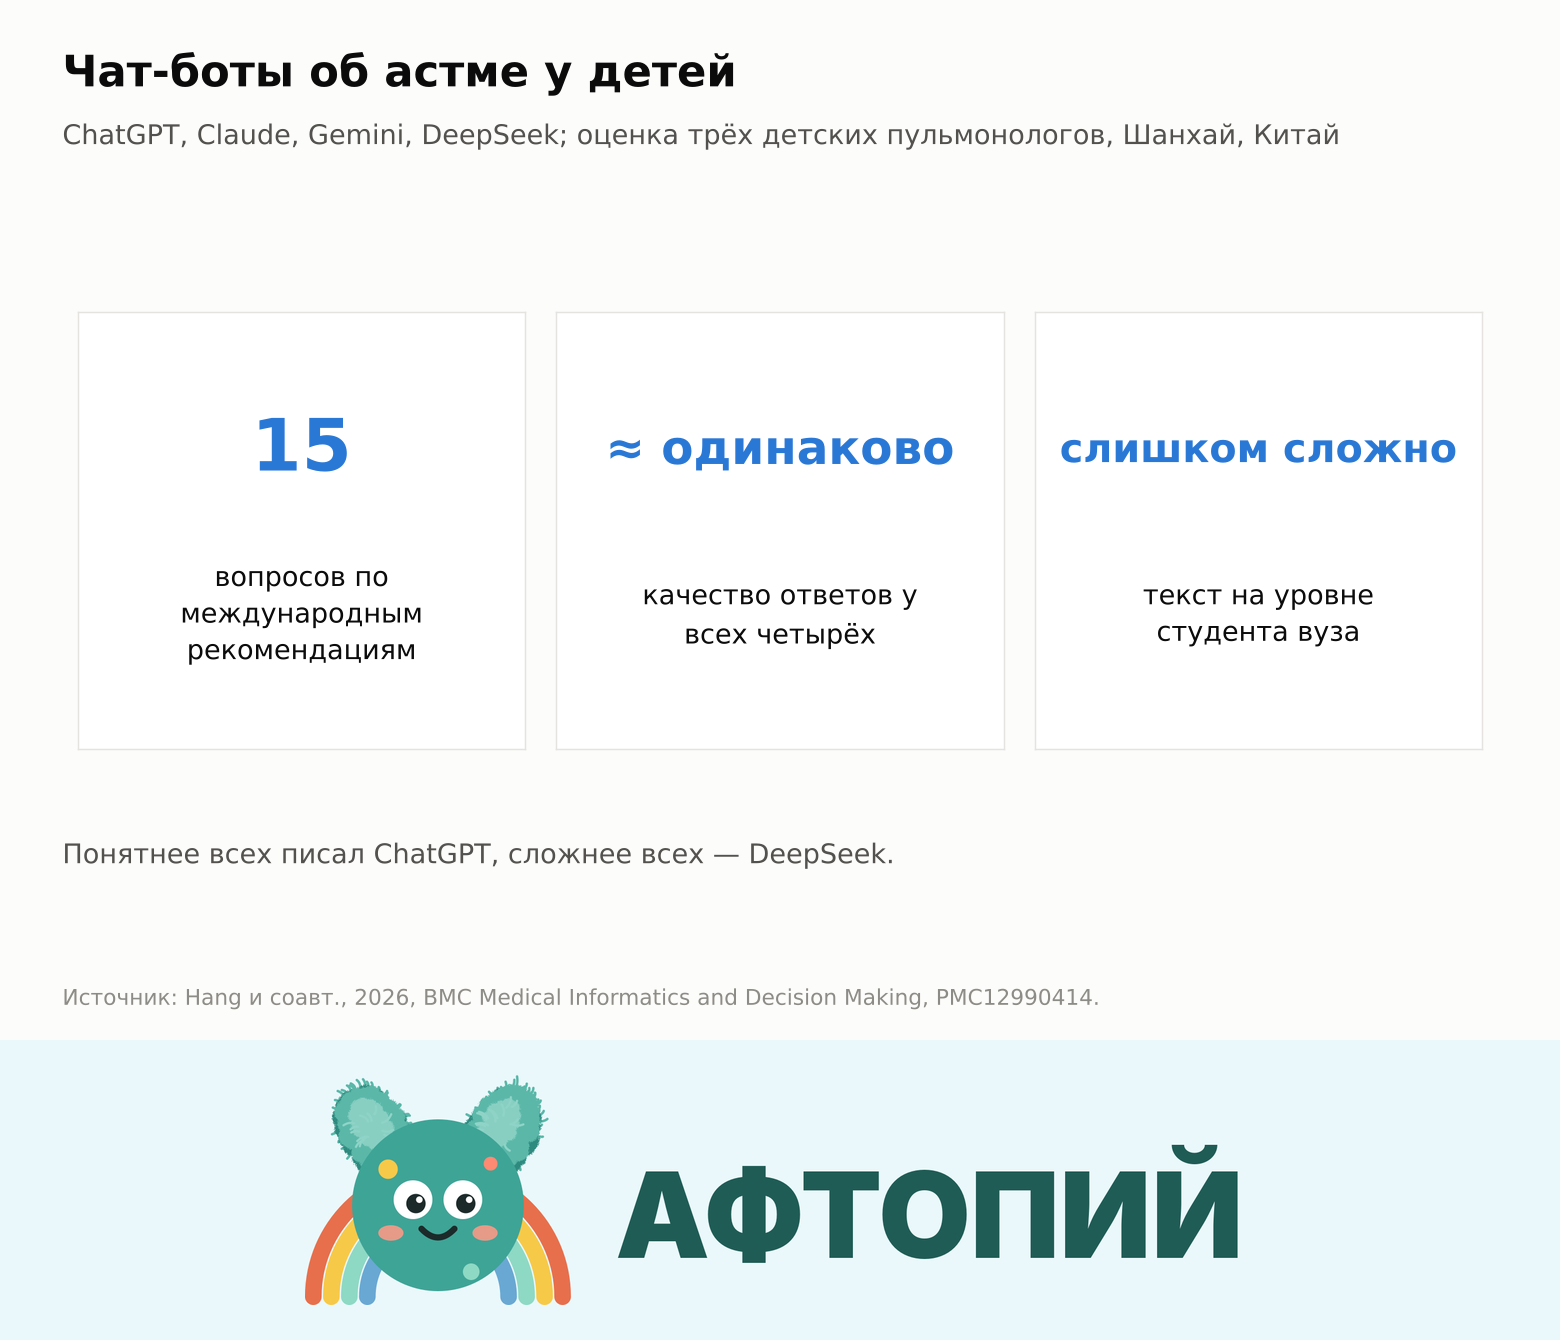 Чат-боты об астме у детей
ChatGPT, Claude, Gemini, DeepSeek; оценка трёх детских пульмонологов, Шанхай, Китай
15
вопросов по
международным
рекомендациям
≈ одинаково
качество ответов у
всех четырёх
слишком сложно
текст на уровне
студента вуза
Понятнее всех писал ChatGPT, сложнее всех — DeepSeek.
Источник: Hang и соавт., 2026, BMC Medical Informatics and Decision Making, PMC12990414.
АФТОПИЙ